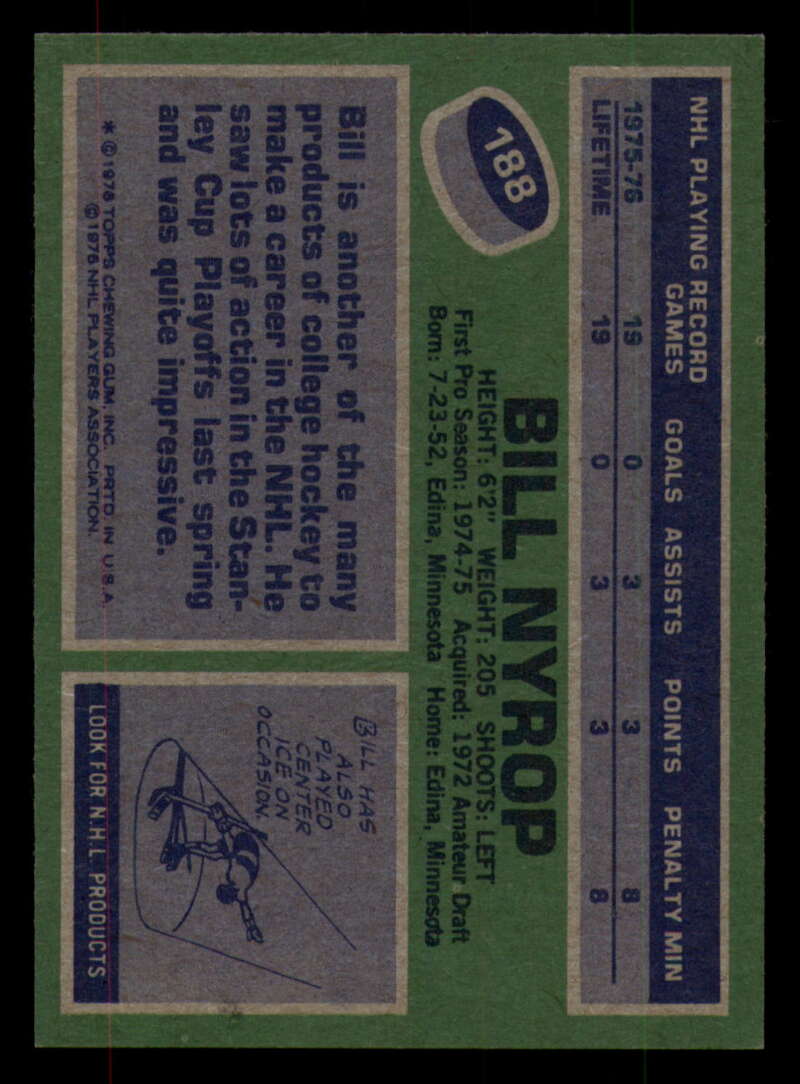 NHL PLAYING RECORD
GAMES GOALS ASSISTS POINTS PENALTY MIN
1975-76 19 0 3 3 8
LIFETIME 19 0 3 3 8
188
BILL NYROP
HEIGHT: 6'2" WEIGHT: 205 SHOOTS: LEFT
First Pro Season: 1974-75 Acquired: 1972 Amateur Draft
Born: 7-23-52, Edina, Minnesota Home: Edina, Minnesota
Bill is another of the many
products of college hockey to
make a career in the NHL. He
saw lots of action in the Stan-
ley Cup Playoffs last spring
and was quite impressive.
* © 1976 TOPPS CHEWING GUM, INC. PRTD IN U.S.A.
© 1976 NHL PLAYERS ASSOCIATION.
BILL HAS
ALSO
PLAYED
CENTER
ICE ON
OCCASION.
LOOK FOR N.H.L. PRODUCTS